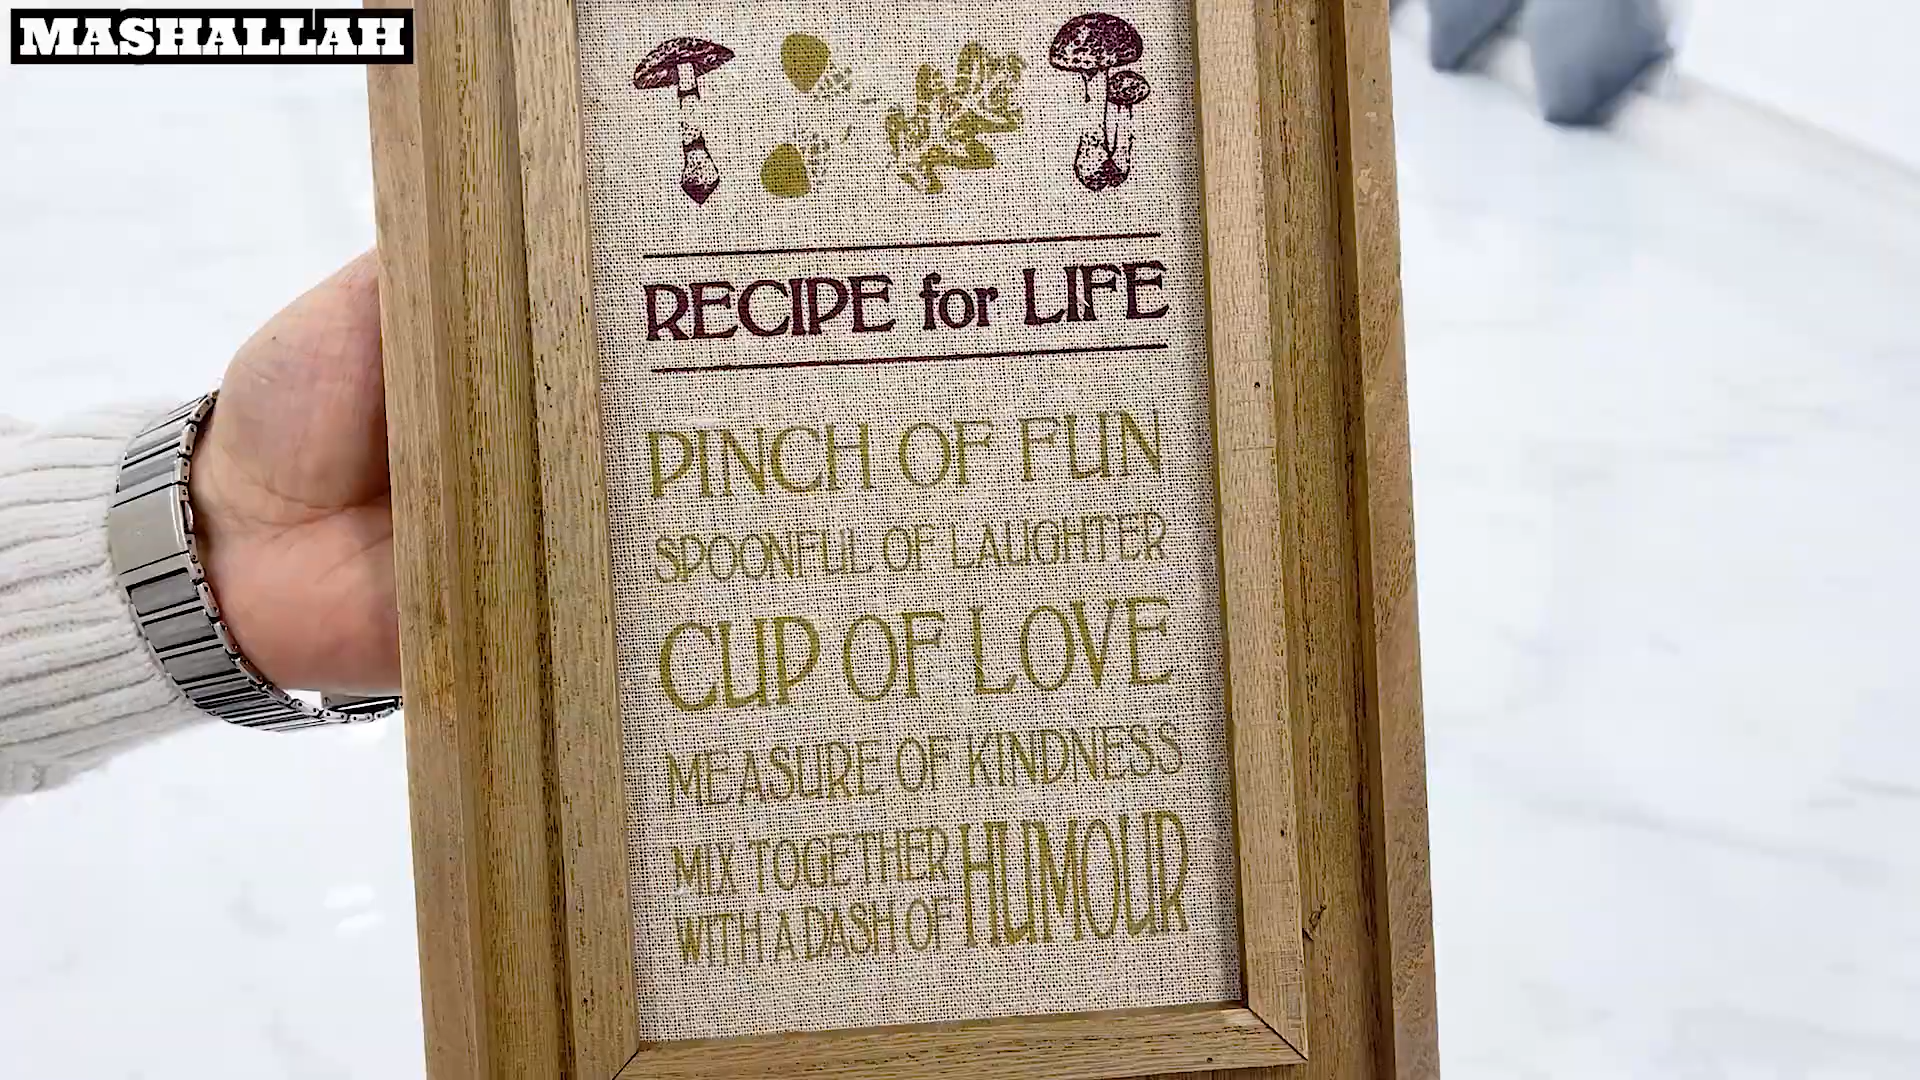 MASHALLAH
RECIPE for LIFE
PINCH OF FUN
SPOONFUL OF LAUGHTER
CUP OF LOVE
MEASURE OF KINDNESS
MIX TOGETHER
WITH A DASH OF HUMOUR